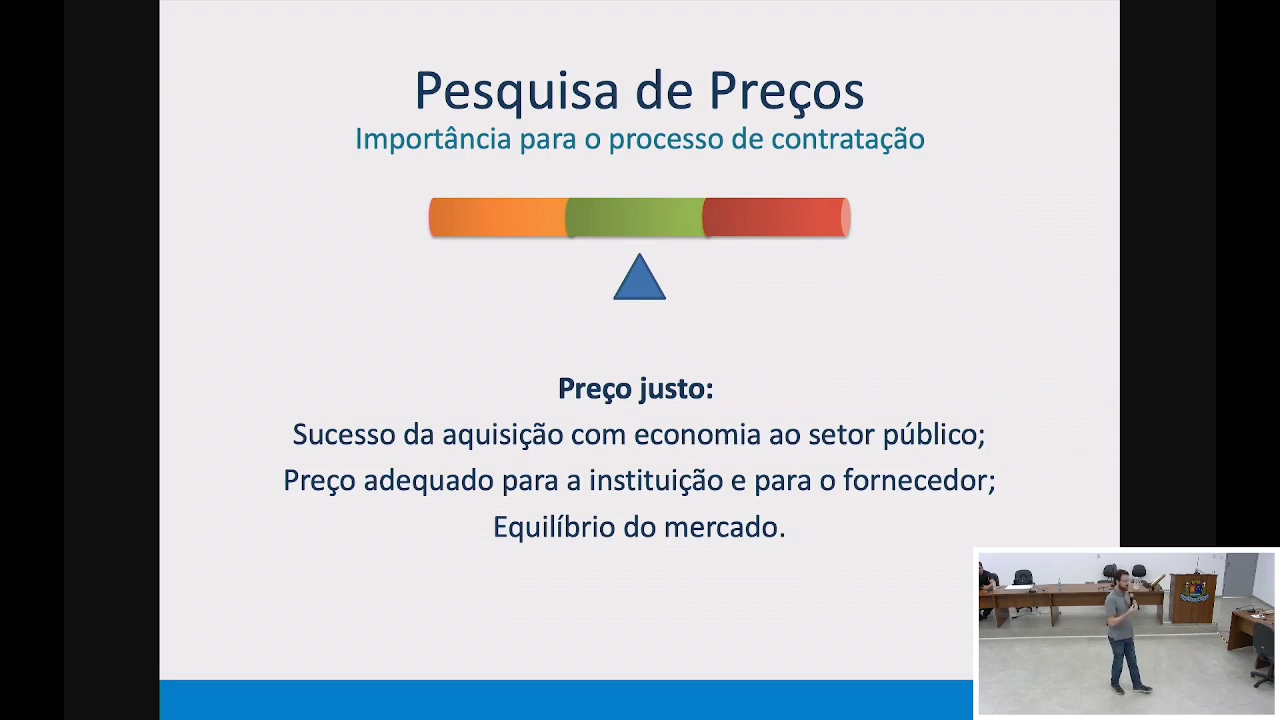 Pesquisa de Preços
Importância para o processo de contratação
Preço justo:
Sucesso da aquisição com economia ao setor público;
Preço adequado para a instituição e para o fornecedor;
Equilíbrio do mercado.